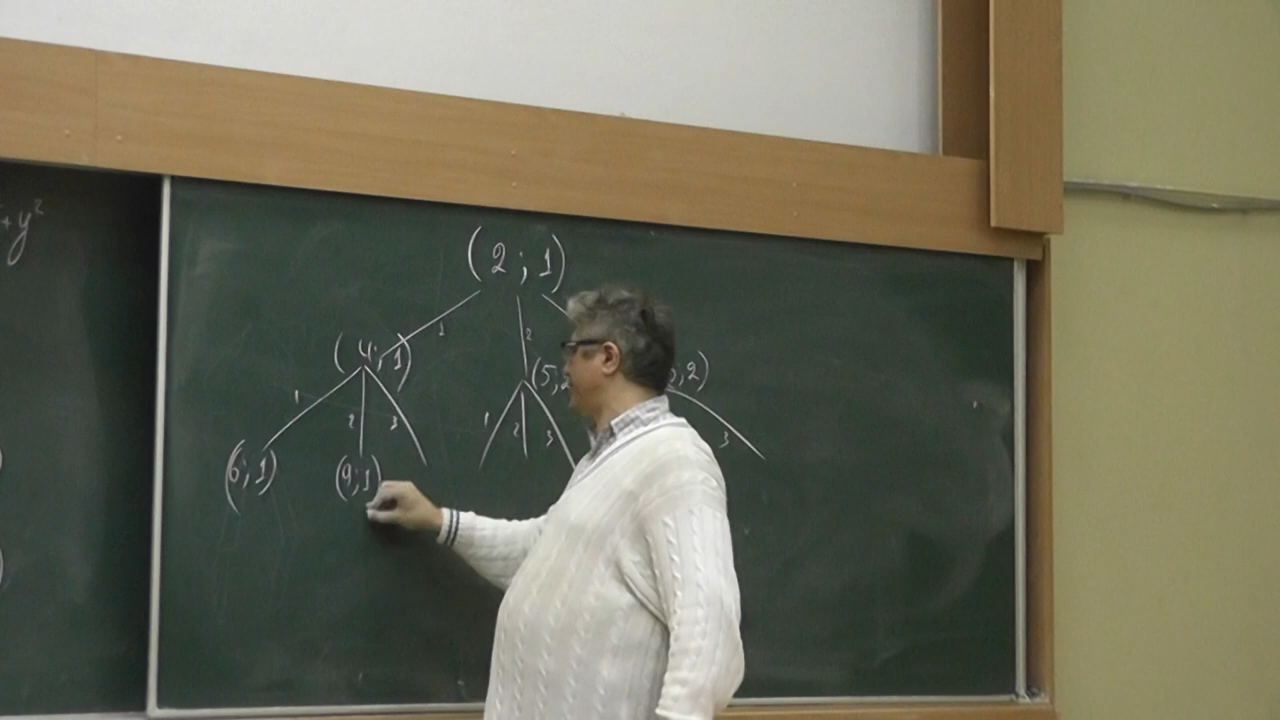 +y²
(2 ; 1)
1 2
(4; 1) (5,2 ,2)
1 2 3 1 2 3 3
(6; 1) (9; 1)